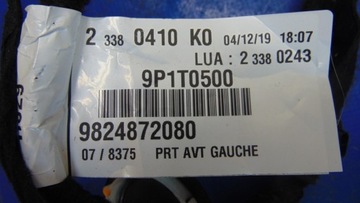 2 338 0410 K0 04/12/19 18:07
LUA : 2 338 0243
9P1T0500
9824872080
07 / 8375 PRT AVT GAUCHE